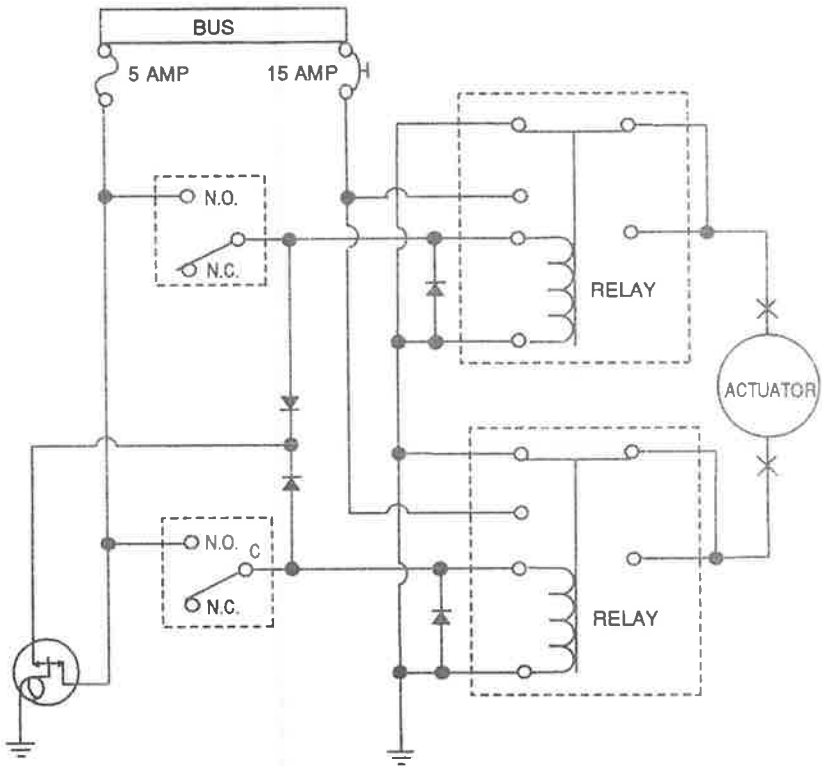 BUS
5 AMP
15 AMP
N.O.
N.C.
RELAY
ACTUATOR
N.O.
C
N.C.
RELAY